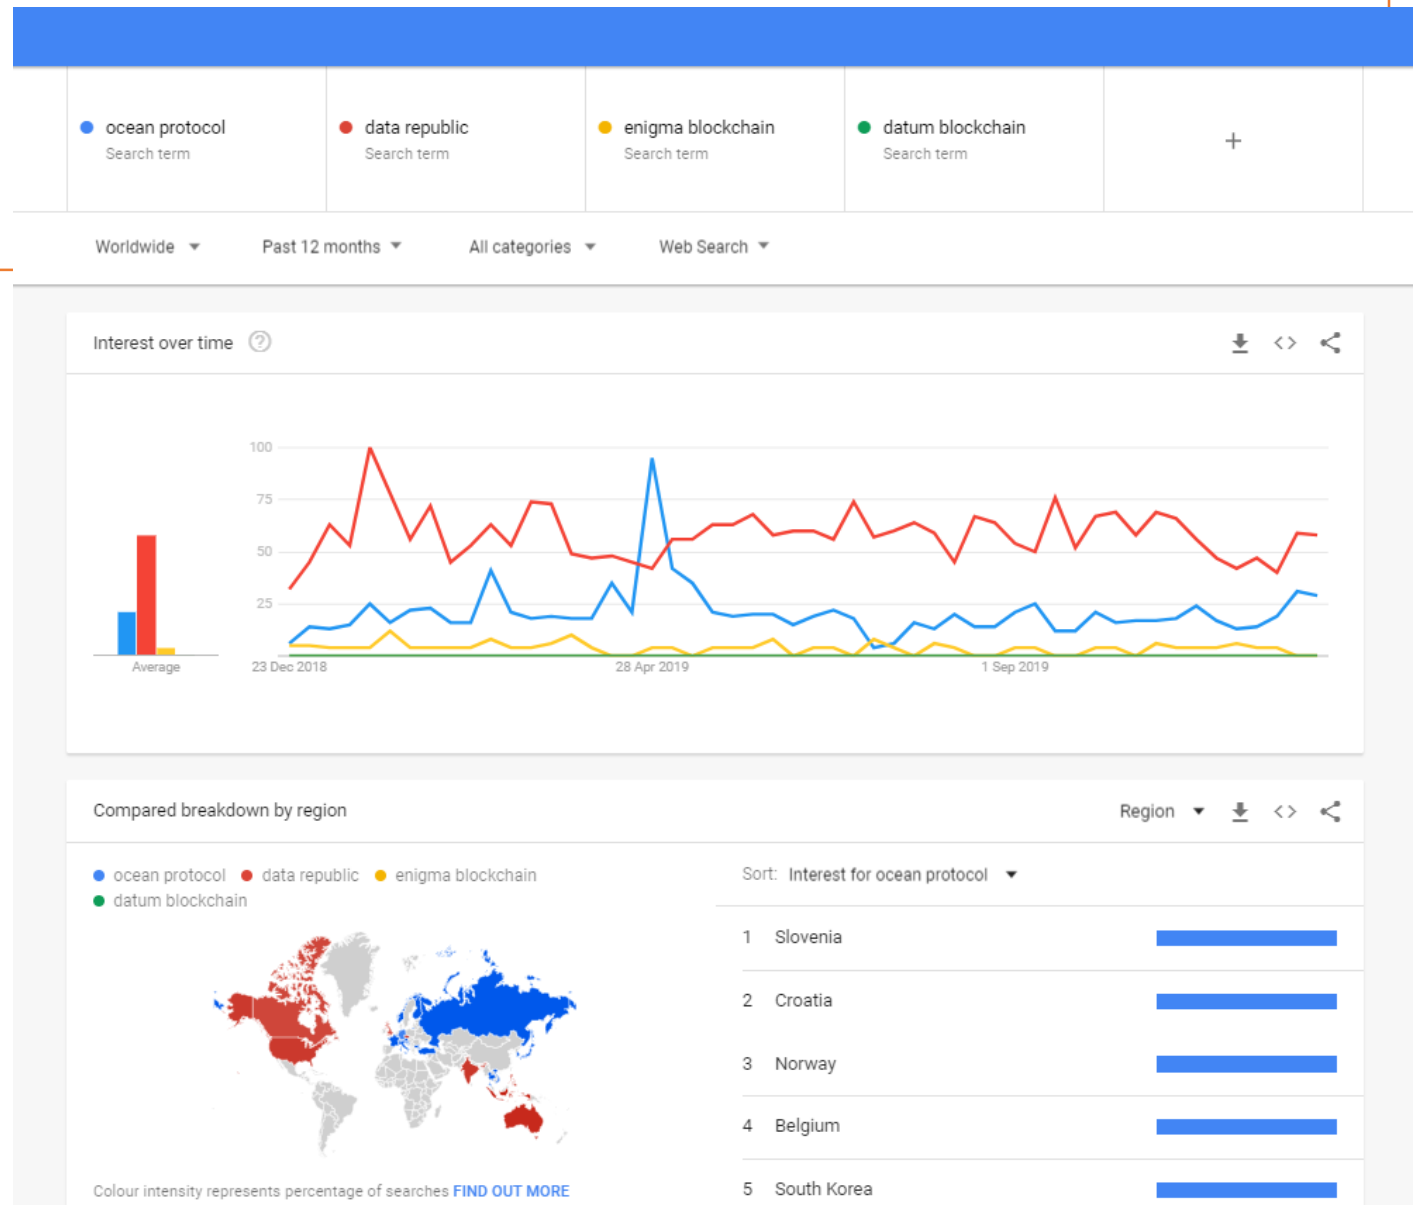 ocean protocol
Search term
data republic
Search term
enigma blockchain
Search term
datum blockchain
Search term
+
Worldwide
Past 12 months
All categories
Web Search
Interest over time ?
100
75
50
25
Average
23 Dec 2018
28 Apr 2019
1 Sep 2019
Compared breakdown by region
Region
ocean protocol data republic enigma blockchain
datum blockchain
Sort: Interest for ocean protocol
1 Slovenia
2 Croatia
3 Norway
4 Belgium
5 South Korea
Colour intensity represents percentage of searches FIND OUT MORE